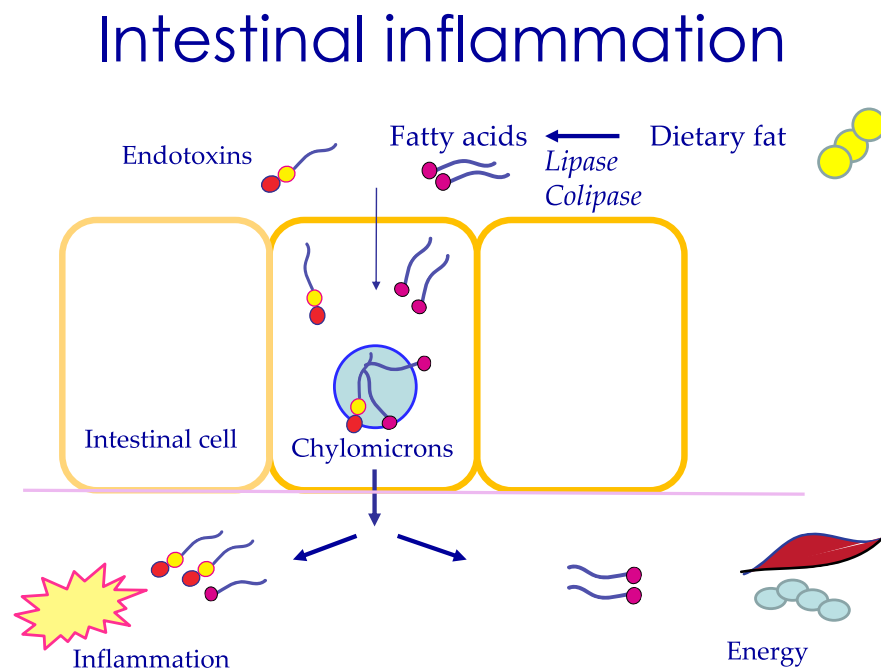 Intestinal inflammation
Endotoxins
Fatty acids
Dietary fat
Lipase
Colipase
Intestinal cell
Chylomicrons
Inflammation
Energy